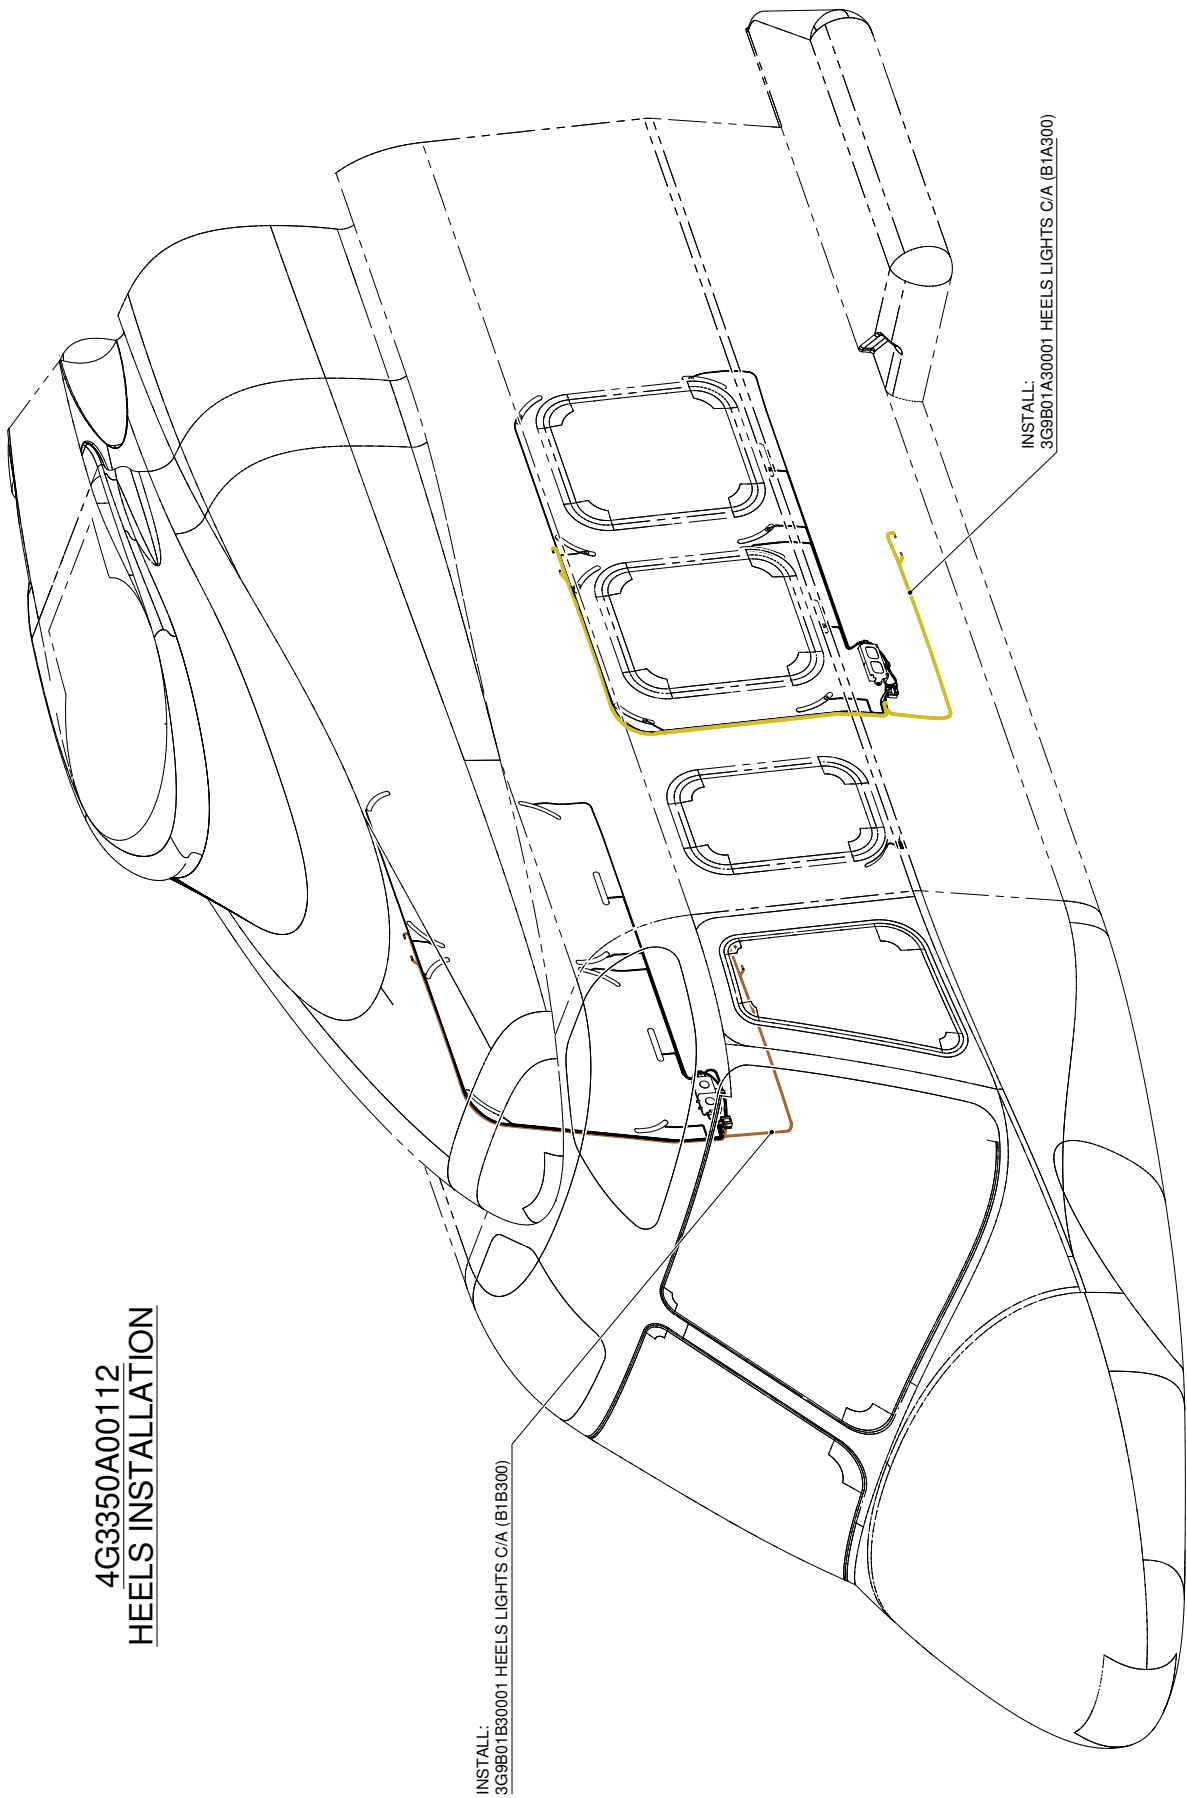 4G3350A00112
HEELS INSTALLATION
INSTALL:
3G9B01B30001 HEELS LIGHTS C/A (B1B300)
INSTALL:
3G9B01A30001 HEELS LIGHTS C/A (B1A300)